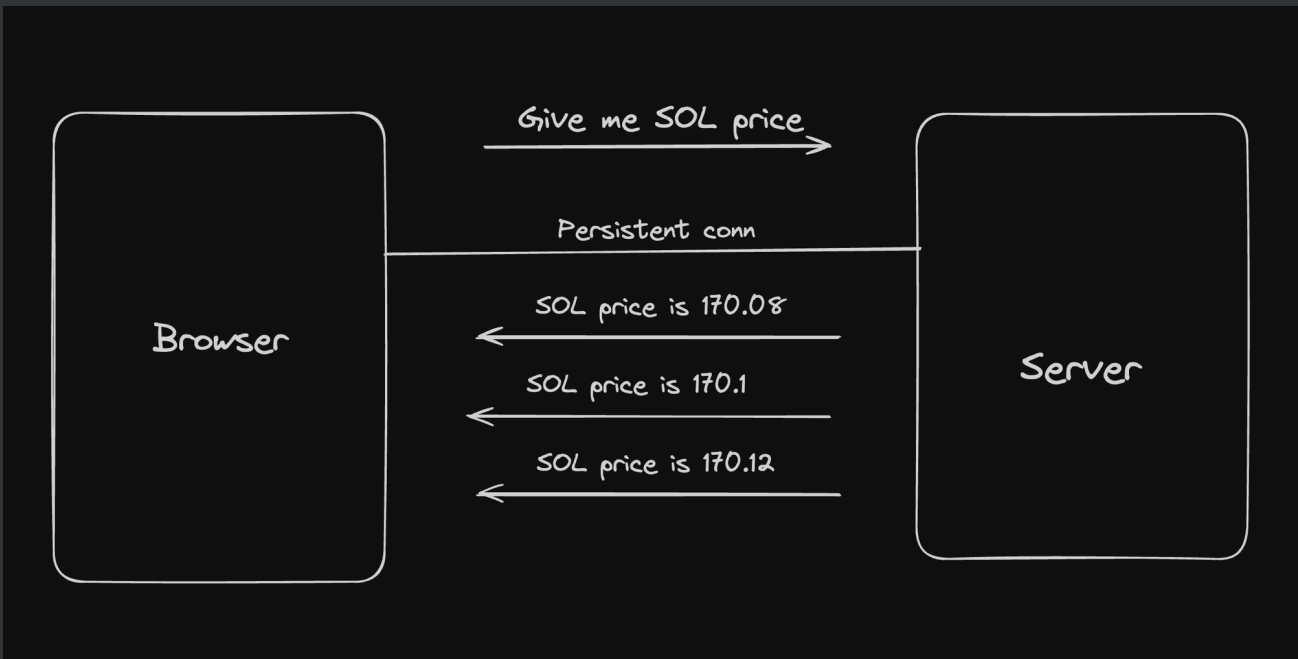 Give me SOL price
Persistent conn
SOL price is 170.08
Browser
Server
SOL price is 170.1
SOL price is 170.12